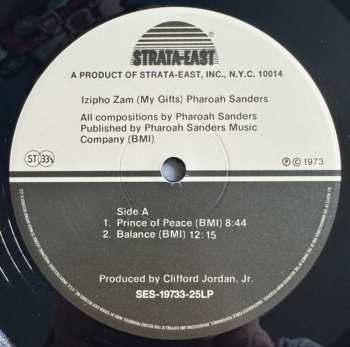 STRATA-EAST
A PRODUCT OF STRATA-EAST, INC., N.Y.C. 10014
Izipho Zam (My Gifts) Pharoah Sanders
All compositions by Pharoah Sanders
Published by Pharoah Sanders Music
Company (BMI)
ST 33⅓
℗ © 1973
Side A
1. Prince of Peace (BMI) 8:44
2. Balance (BMI) 12:15
Produced by Clifford Jordan, Jr.
SES-19733-25LP